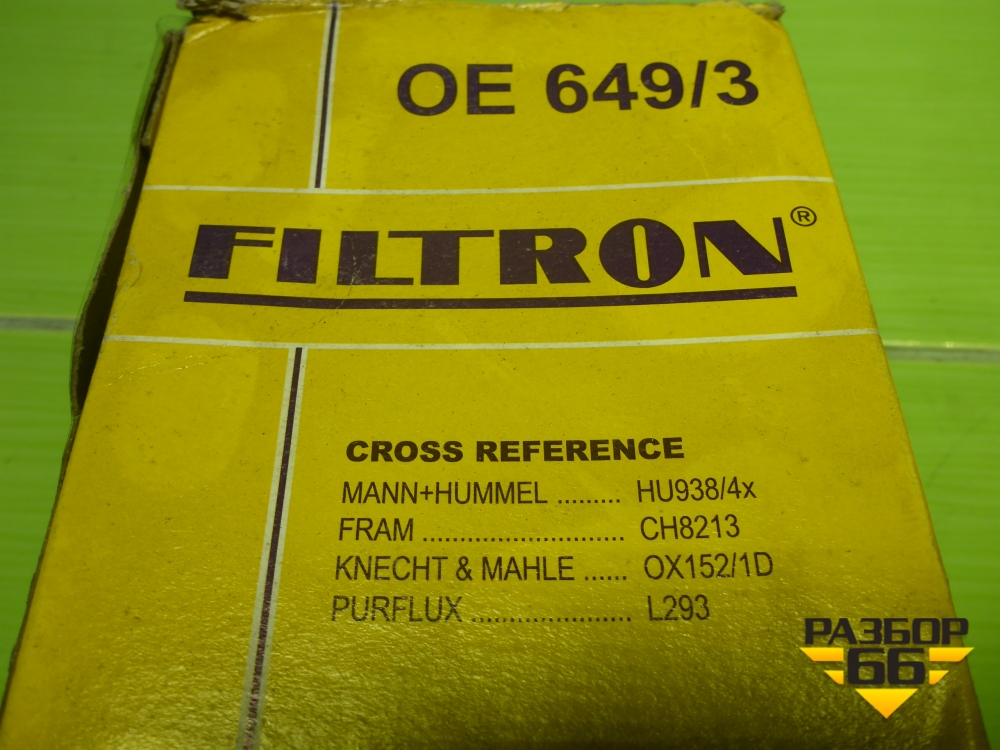 OE 649/3
FILTRON®
CROSS REFERENCE
MANN+HUMMEL ......... HU938/4x
FRAM ............................. CH8213
KNECHT & MAHLE ...... OX152/1D
PURFLUX ....................... L293
РАЗБОР
66